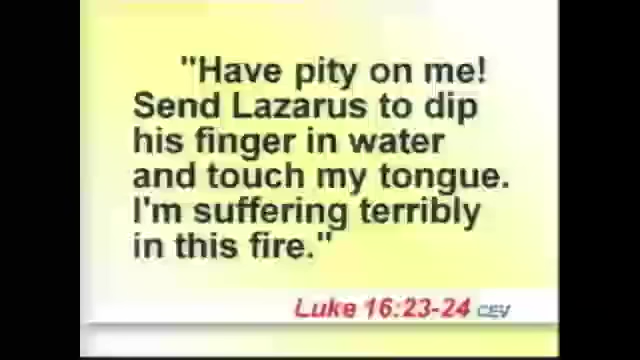 "Have pity on me!
Send Lazarus to dip
his finger in water
and touch my tongue.
I'm suffering terribly
in this fire."
Luke 16:23-24 CEV